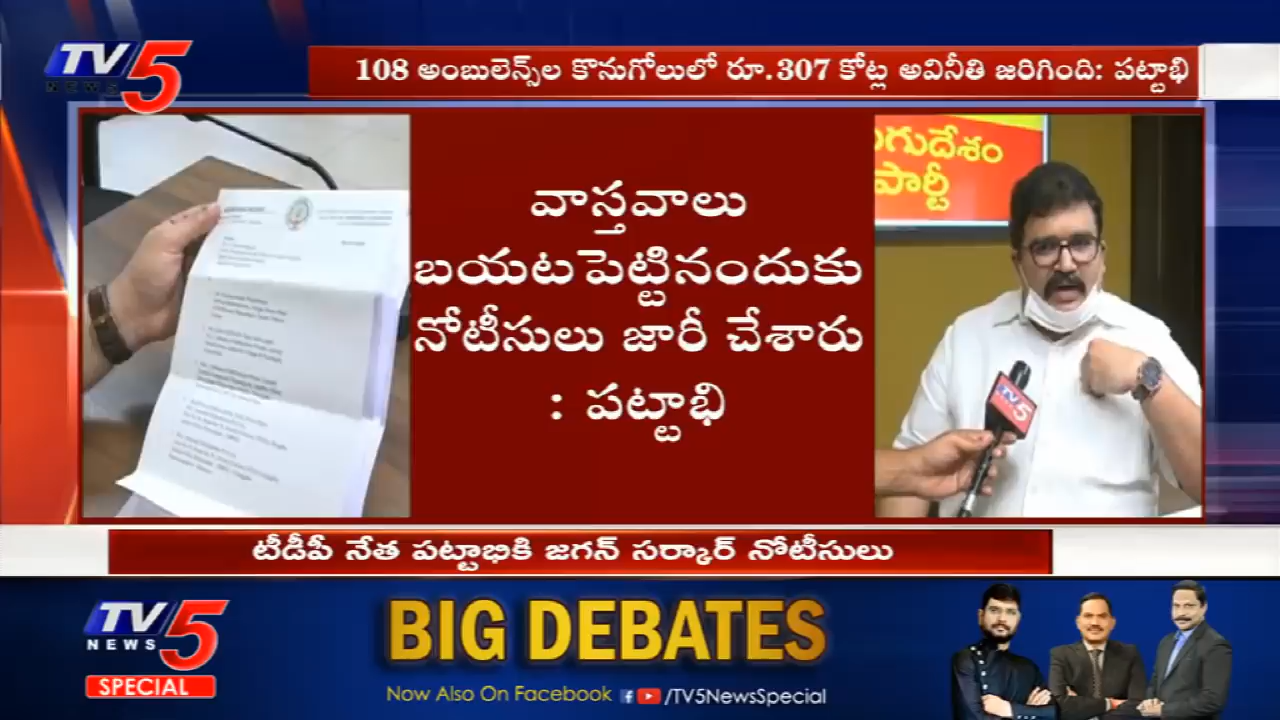 TV5
NEWS
108 అంబులెన్స్‌ల కొనుగోలులో రూ.307 కోట్ల అవినీతి జరిగింది: పట్టాభి
లుగుదేశం
పార్టీ
వాస్తవాలు
బయటపెట్టినందుకు
నోటీసులు జారీ చేశారు
: పట్టాభి
TV5
టీడీపీ నేత పట్టాభికి జగన్ సర్కార్ నోటీసులు
TV5
NEWS
SPECIAL
BIG DEBATES
Now Also On Facebook /TV5NewsSpecial